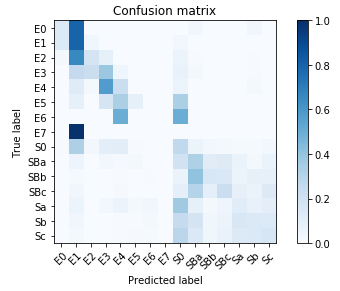 Confusion matrix
True label
E0
E1
E2
E3
E4
E5
E6
E7
S0
SBa
SBb
SBc
Sa
Sb
Sc
E0 E1 E2 E3 E4 E5 E6 E7 S0 SBa SBb SBc Sa Sb Sc
Predicted label
1.0
0.8
0.6
0.4
0.2
0.0